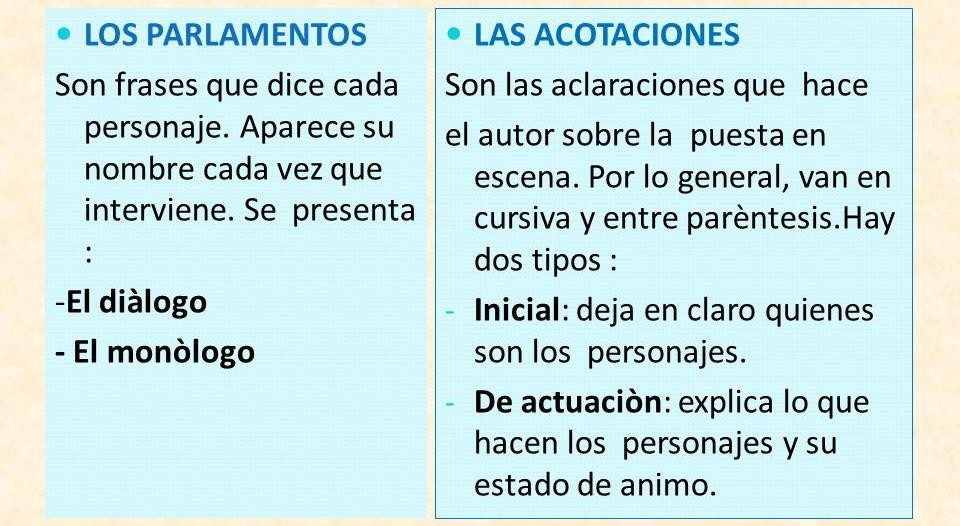 • LOS PARLAMENTOS
Son frases que dice cada
personaje. Aparece su
nombre cada vez que
interviene. Se presenta
:
-El diàlogo
- El monòlogo
• LAS ACOTACIONES
Son las aclaraciones que hace
el autor sobre la puesta en
escena. Por lo general, van en
cursiva y entre parèntesis.Hay
dos tipos :
- Inicial: deja en claro quienes
son los personajes.
- De actuaciòn: explica lo que
hacen los personajes y su
estado de animo.